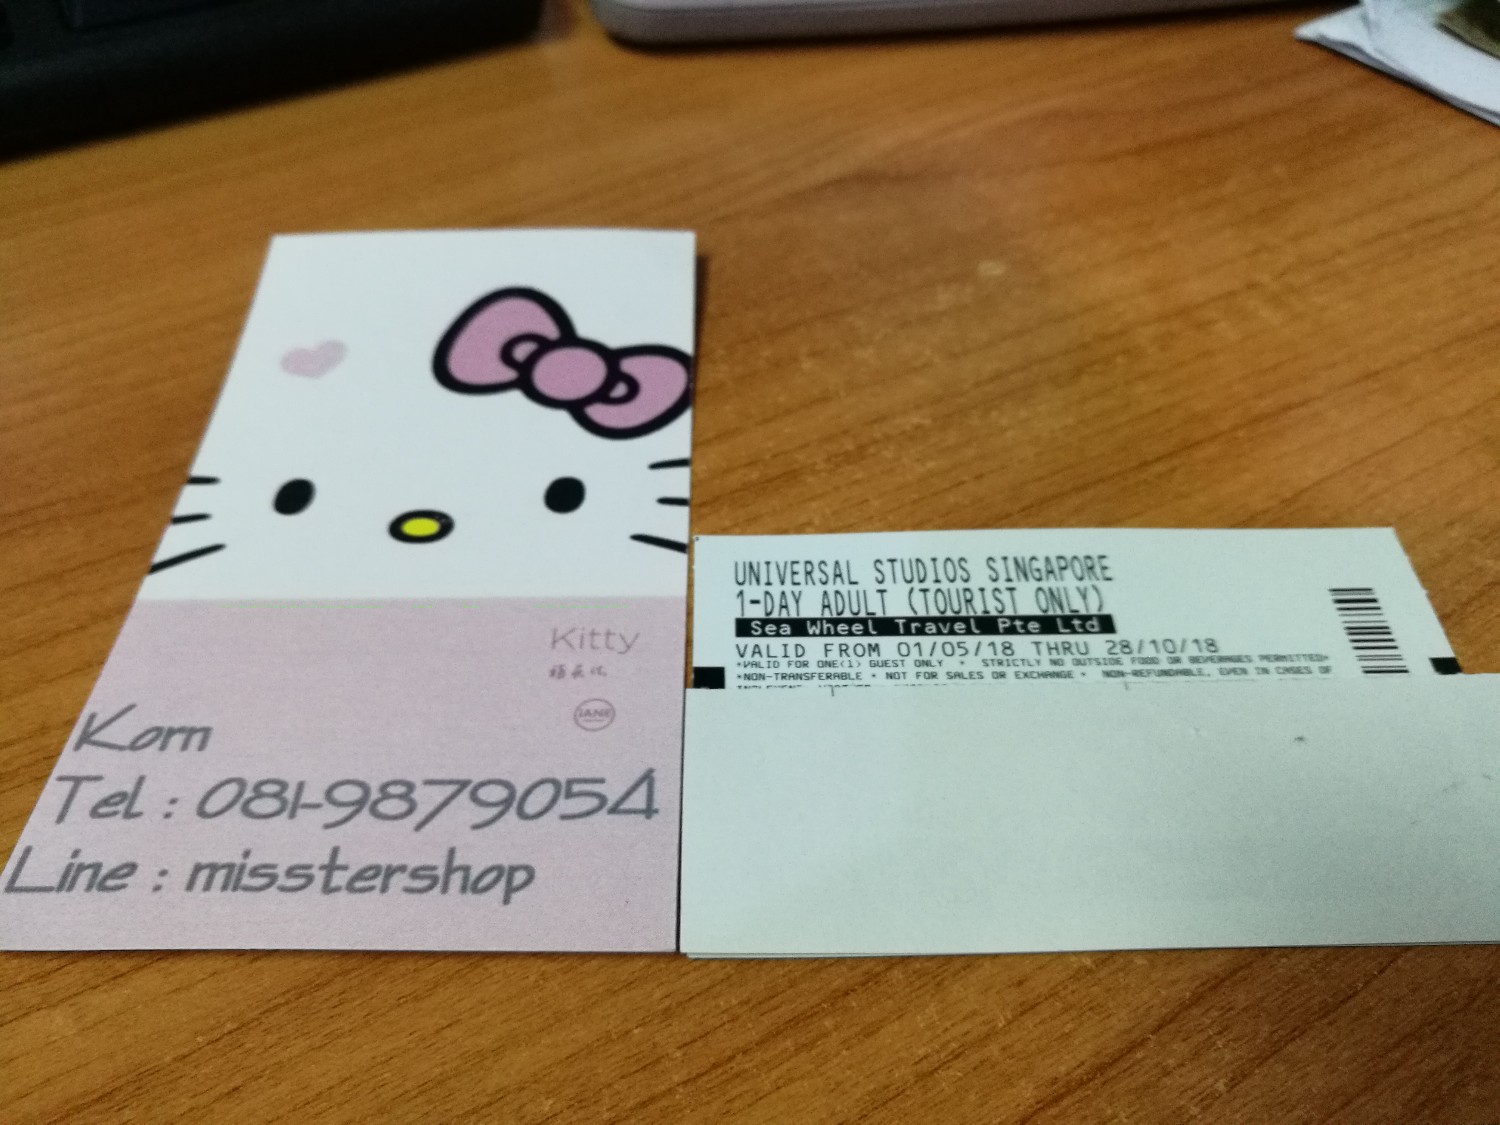 Kitty
JANE
Korn
Tel : 081-9879054
Line : misstershop
UNIVERSAL STUDIOS SINGAPORE
1-DAY ADULT (TOURIST ONLY)
Sea Wheel Travel Pte Ltd
VALID FROM 01/05/18 THRU 28/10/18
*VALID FOR ONE(1) GUEST ONLY * STRICTLY NO OUTSIDE FOOD OR BEVERAGES PERMITTED*
*NON-TRANSFERABLE * NOT FOR SALES OR EXCHANGE * NON-REFUNDABLE, EVEN IN CASES OF